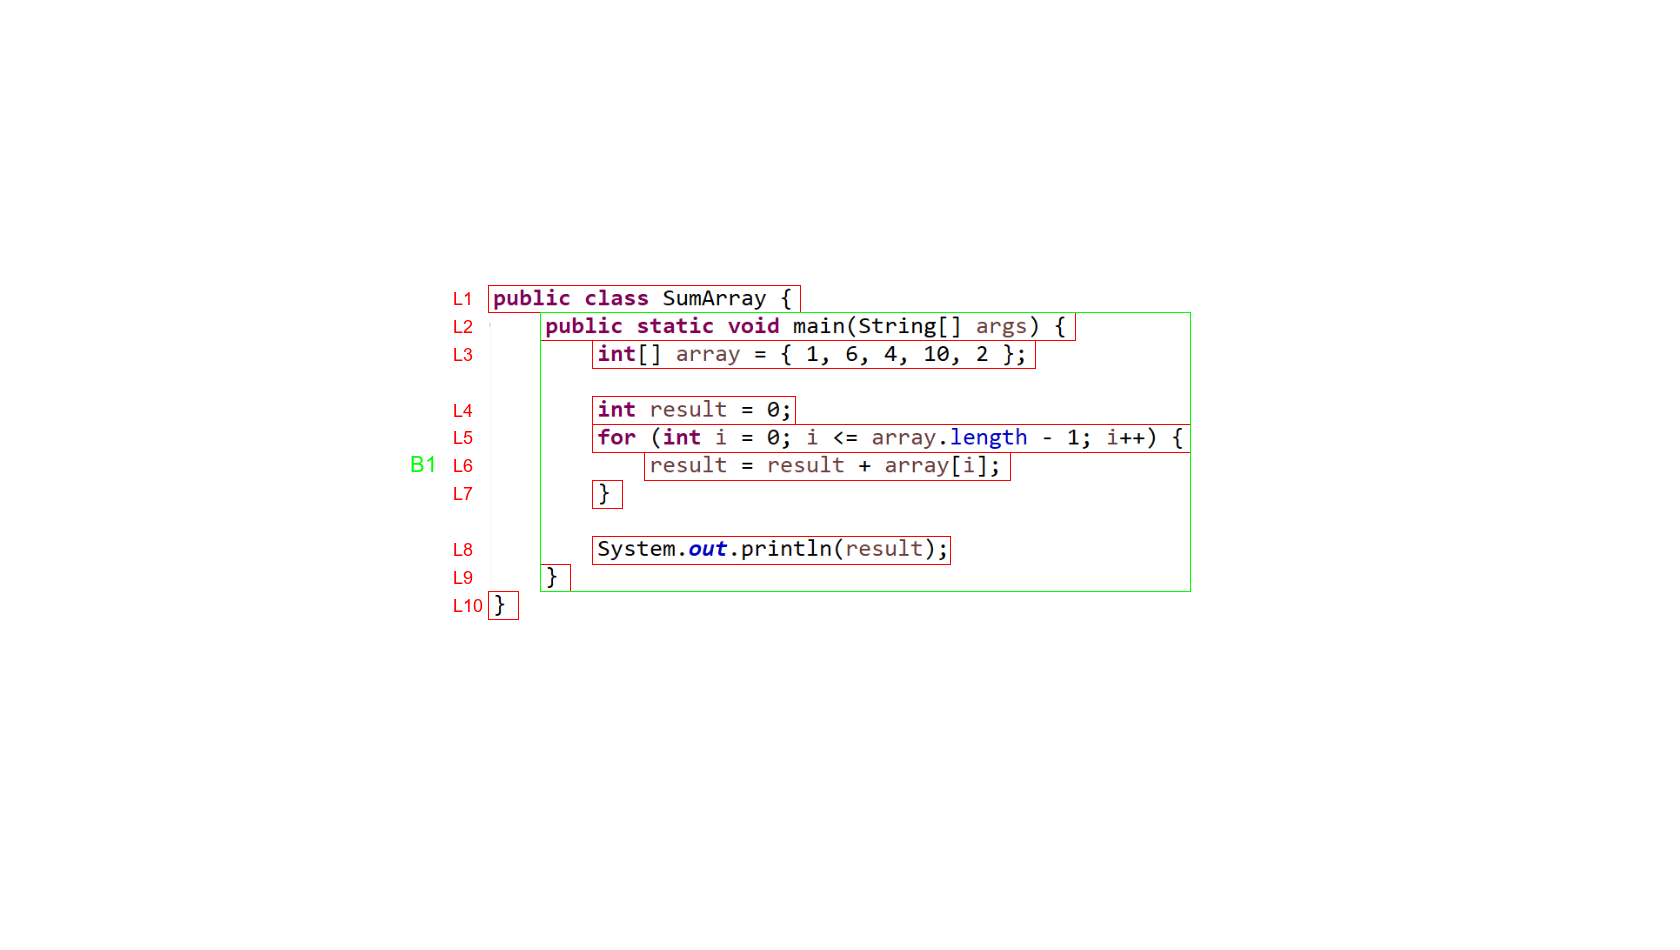 L1 public class SumArray {
L2 public static void main(String[] args) {
L3 int[] array = { 1, 6, 4, 10, 2 };
L4 int result = 0;
L5 for (int i = 0; i <= array.length - 1; i++) {
B1 L6 result = result + array[i];
L7 }
L8 System.out.println(result);
L9 }
L10 }